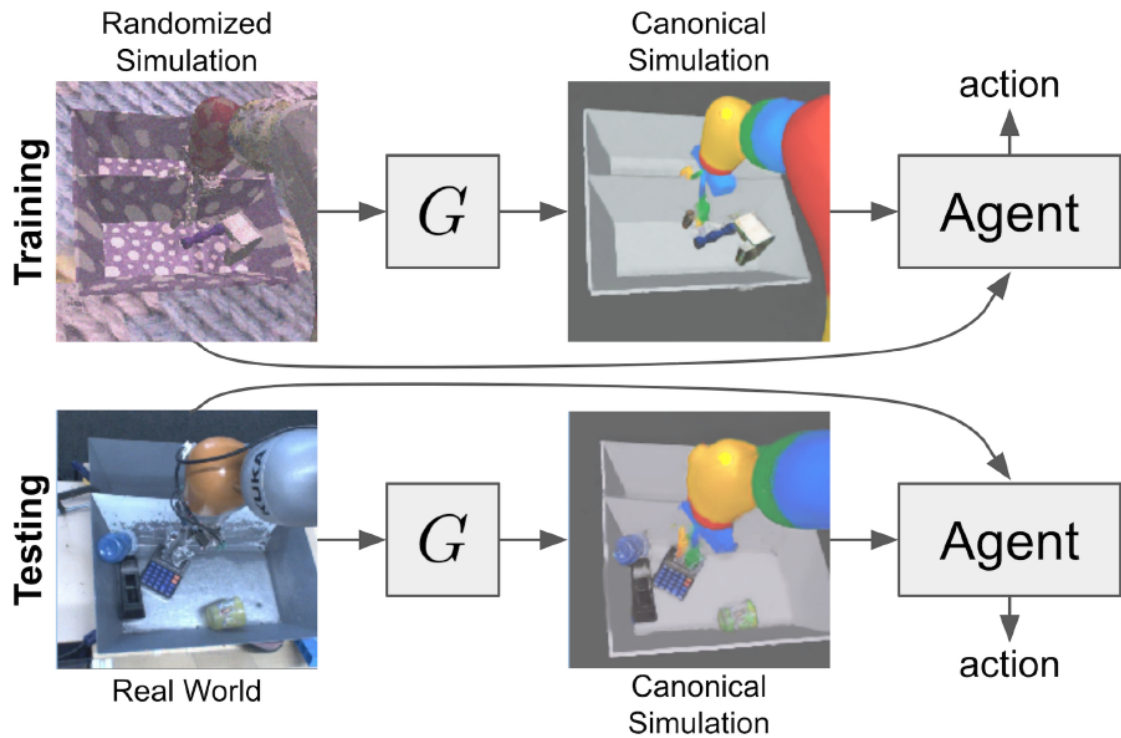 Randomized
Simulation
Canonical
Simulation
action
Training
G
Agent
Testing
KUKA
G
Agent
action
Real World
Canonical
Simulation